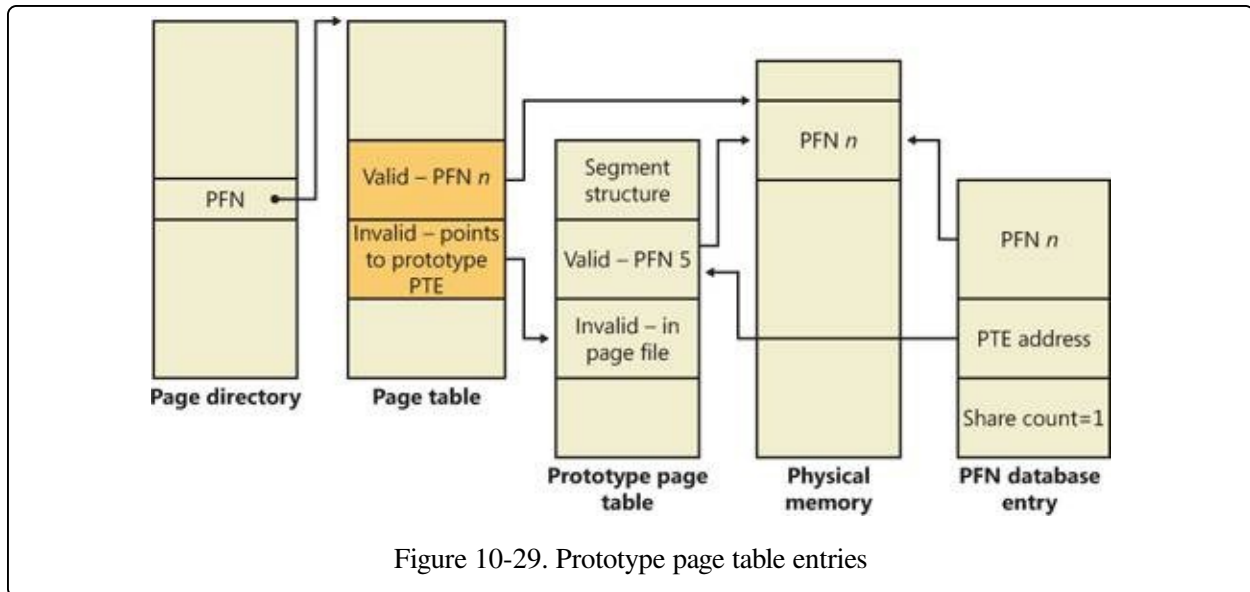 PFN
Page directory
Valid – PFN n
Invalid – points
to prototype
PTE
Page table
Segment
structure
Valid – PFN 5
Invalid – in
page file
Prototype page
table
PFN n
Physical
memory
PFN n
PTE address
Share count=1
PFN database
entry
Figure 10-29. Prototype page table entries